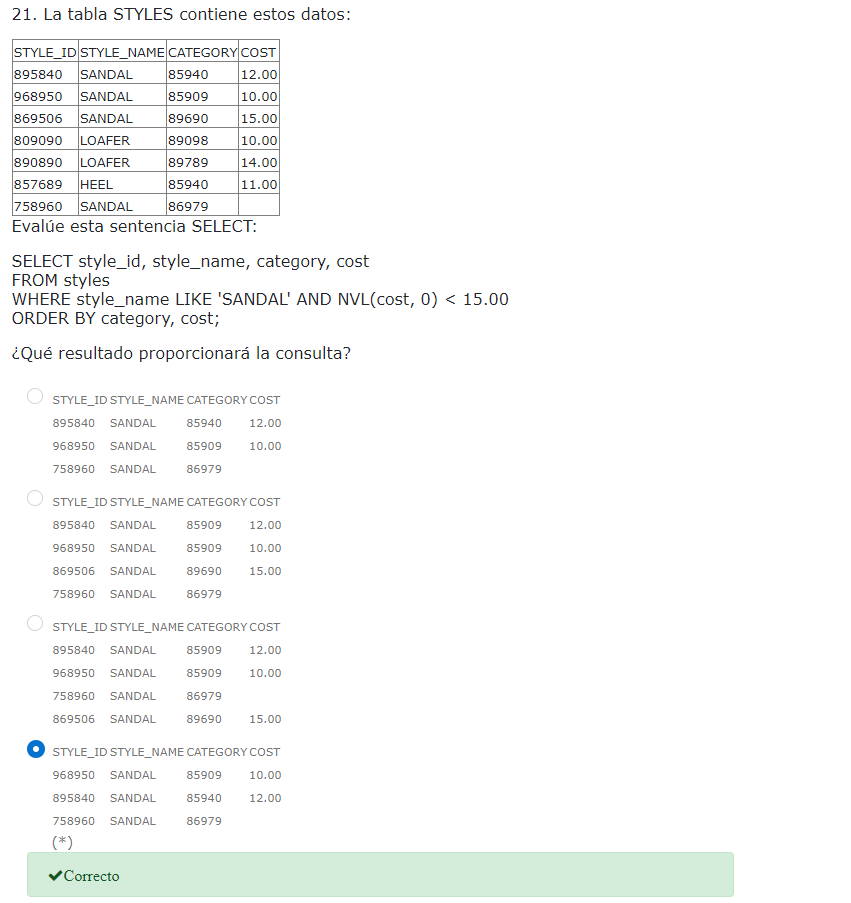 21. La tabla STYLES contiene estos datos:
STYLE_ID STYLE_NAME CATEGORY COST
895840 SANDAL 85940 12.00
968950 SANDAL 85909 10.00
869506 SANDAL 89690 15.00
809090 LOAFER 89098 10.00
890890 LOAFER 89789 14.00
857689 HEEL 85940 11.00
758960 SANDAL 86979
Evalúe esta sentencia SELECT:
SELECT style_id, style_name, category, cost
FROM styles
WHERE style_name LIKE 'SANDAL' AND NVL(cost, 0) < 15.00
ORDER BY category, cost;
¿Qué resultado proporcionará la consulta?
STYLE_ID STYLE_NAME CATEGORY COST
895840 SANDAL 85940 12.00
968950 SANDAL 85909 10.00
758960 SANDAL 86979
STYLE_ID STYLE_NAME CATEGORY COST
895840 SANDAL 85909 12.00
968950 SANDAL 85909 10.00
869506 SANDAL 89690 15.00
758960 SANDAL 86979
STYLE_ID STYLE_NAME CATEGORY COST
895840 SANDAL 85909 12.00
968950 SANDAL 85909 10.00
758960 SANDAL 86979
869506 SANDAL 89690 15.00
STYLE_ID STYLE_NAME CATEGORY COST
968950 SANDAL 85909 10.00
895840 SANDAL 85940 12.00
758960 SANDAL 86979
(*)
✔Correcto